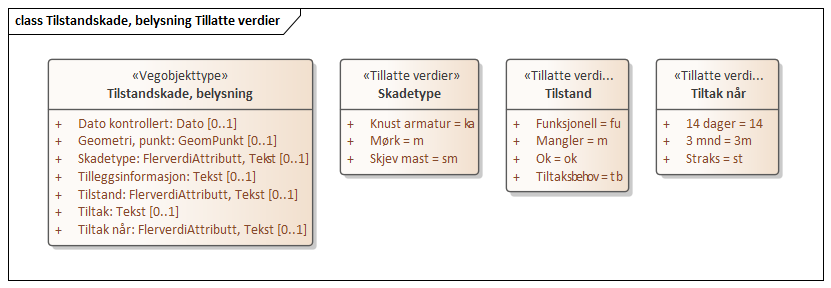 class Tilstandskade, belysning Tillatte verdier
«Vegobjekttype»
Tilstandskade, belysning
+ Dato kontrollert: Dato [0..1]
+ Geometri, punkt: GeomPunkt [0..1]
+ Skadetype: FlerverdiAttributt, Tekst [0..1]
+ Tilleggsinformasjon: Tekst [0..1]
+ Tilstand: FlerverdiAttributt, Tekst [0..1]
+ Tiltak: Tekst [0..1]
+ Tiltak når: FlerverdiAttributt, Tekst [0..1]
«Tillatte verdier»
Skadetype
+ Knust armatur = ka
+ Mørk = m
+ Skjev mast = sm
«Tillatte verdi...
Tilstand
+ Funksjonell = fu
+ Mangler = m
+ Ok = ok
+ Tiltaksbehov = tb
«Tillatte verdi...
Tiltak når
+ 14 dager = 14
+ 3 mnd = 3m
+ Straks = st